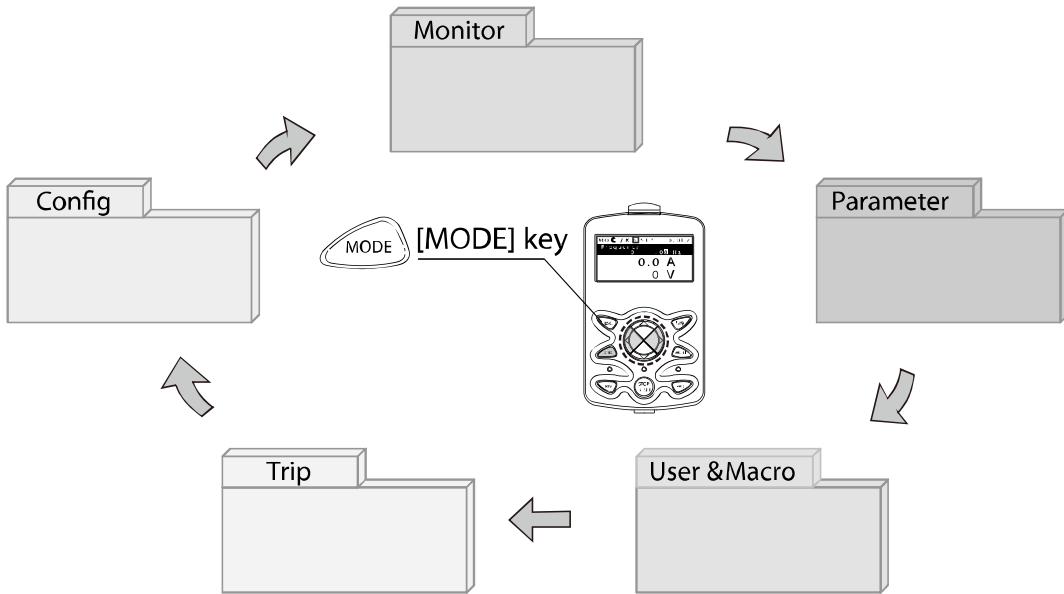 Monitor
Config
Parameter
MODE
[MODE] key
0.0 A
0 V
Trip
User &Macro